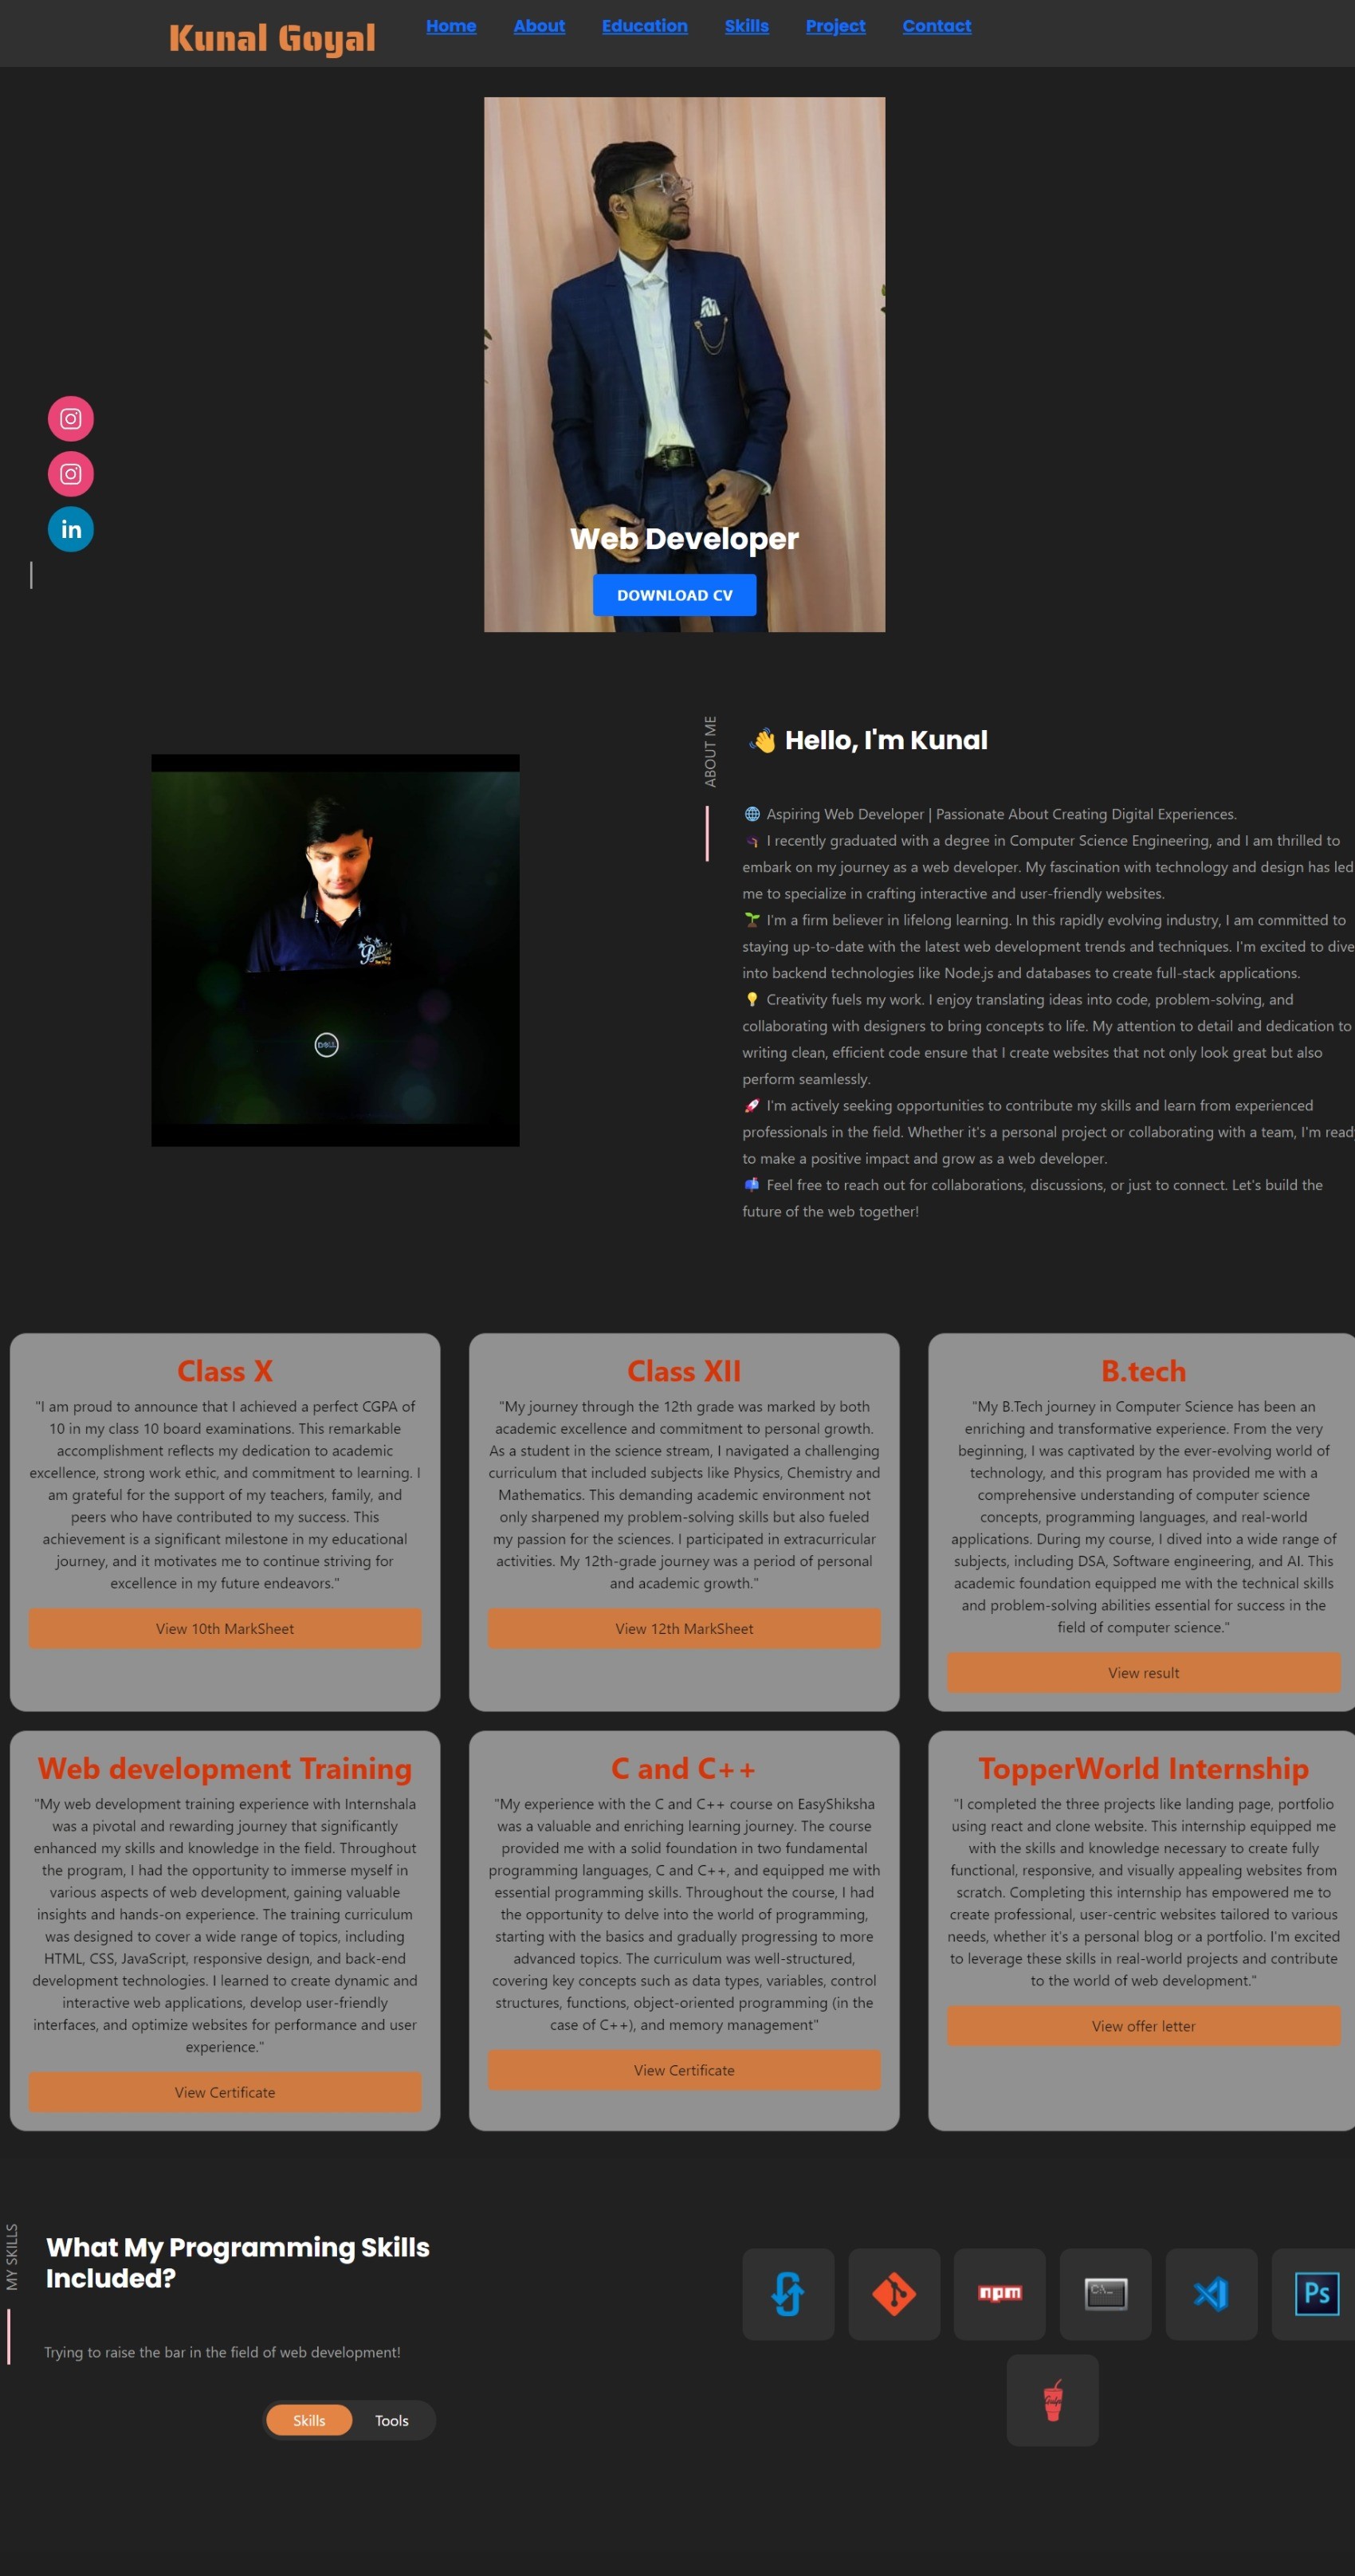 Kunal Goyal
Home About Education Skills Project Contact
in
Web Developer
DOWNLOAD CV
ABOUT ME
👋 Hello, I'm Kunal
🌐 Aspiring Web Developer | Passionate About Creating Digital Experiences.
I recently graduated with a degree in Computer Science Engineering, and I am thrilled to
embark on my journey as a web developer. My fascination with technology and design has led
me to specialize in crafting interactive and user-friendly websites.
🌱 I'm a firm believer in lifelong learning. In this rapidly evolving industry, I am committed to
staying up-to-date with the latest web development trends and techniques. I'm excited to dive
into backend technologies like Node.js and databases to create full-stack applications.
💡 Creativity fuels my work. I enjoy translating ideas into code, problem-solving, and
collaborating with designers to bring concepts to life. My attention to detail and dedication to
writing clean, efficient code ensure that I create websites that not only look great but also
perform seamlessly.
🚀 I'm actively seeking opportunities to contribute my skills and learn from experienced
professionals in the field. Whether it's a personal project or collaborating with a team, I'm read
to make a positive impact and grow as a web developer.
📫 Feel free to reach out for collaborations, discussions, or just to connect. Let's build the
future of the web together!
DELL
Class X
"I am proud to announce that I achieved a perfect CGPA of
10 in my class 10 board examinations. This remarkable
accomplishment reflects my dedication to academic
excellence, strong work ethic, and commitment to learning. I
am grateful for the support of my teachers, family, and
peers who have contributed to my success. This
achievement is a significant milestone in my educational
journey, and it motivates me to continue striving for
excellence in my future endeavors."
View 10th MarkSheet
Class XII
"My journey through the 12th grade was marked by both
academic excellence and commitment to personal growth.
As a student in the science stream, I navigated a challenging
curriculum that included subjects like Physics, Chemistry and
Mathematics. This demanding academic environment not
only sharpened my problem-solving skills but also fueled
my passion for the sciences. I participated in extracurricular
activities. My 12th-grade journey was a period of personal
and academic growth."
View 12th MarkSheet
B.tech
"My B.Tech journey in Computer Science has been an
enriching and transformative experience. From the very
beginning, I was captivated by the ever-evolving world of
technology, and this program has provided me with a
comprehensive understanding of computer science
concepts, programming languages, and real-world
applications. During my course, I dived into a wide range of
subjects, including DSA, Software engineering, and AI. This
academic foundation equipped me with the technical skills
and problem-solving abilities essential for success in the
field of computer science."
View result
Web development Training
"My web development training experience with Internshala
was a pivotal and rewarding journey that significantly
enhanced my skills and knowledge in the field. Throughout
the program, I had the opportunity to immerse myself in
various aspects of web development, gaining valuable
insights and hands-on experience. The training curriculum
was designed to cover a wide range of topics, including
HTML, CSS, JavaScript, responsive design, and back-end
development technologies. I learned to create dynamic and
interactive web applications, develop user-friendly
interfaces, and optimize websites for performance and user
experience."
View Certificate
C and C++
"My experience with the C and C++ course on EasyShiksha
was a valuable and enriching learning journey. The course
provided me with a solid foundation in two fundamental
programming languages, C and C++, and equipped me with
essential programming skills. Throughout the course, I had
the opportunity to delve into the world of programming,
starting with the basics and gradually progressing to more
advanced topics. The curriculum was well-structured,
covering key concepts such as data types, variables, control
structures, functions, object-oriented programming (in the
case of C++), and memory management"
View Certificate
TopperWorld Internship
"I completed the three projects like landing page, portfolio
using react and clone website. This internship equipped me
with the skills and knowledge necessary to create fully
functional, responsive, and visually appealing websites from
scratch. Completing this internship has empowered me to
create professional, user-centric websites tailored to various
needs, whether it's a personal blog or a portfolio. I'm excited
to leverage these skills in real-world projects and contribute
to the world of web development."
View offer letter
MY SKILLS
What My Programming Skills
Included?
Trying to raise the bar in the field of web development!
Skills Tools
npm
C:\_
Ps
Gulp